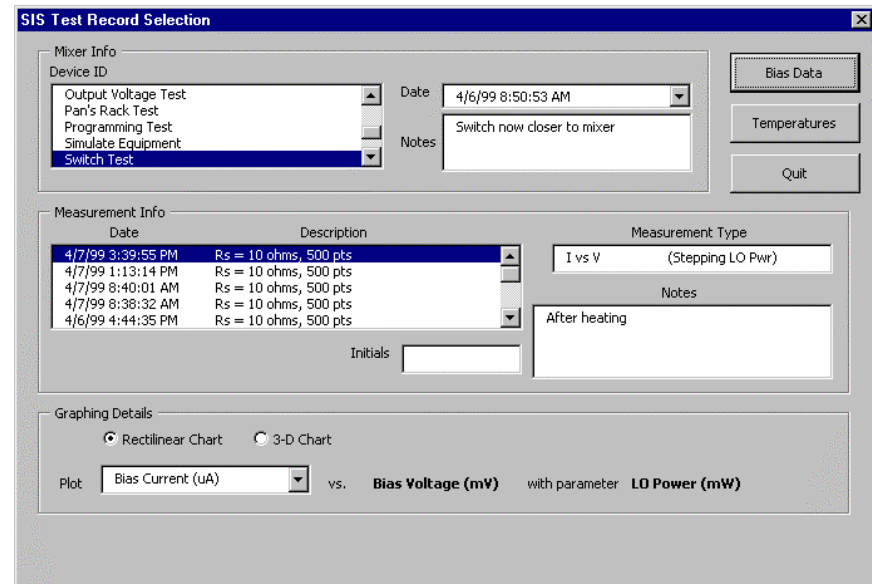 SIS Test Record Selection
Mixer Info
Device ID
Output Voltage Test
Pan's Rack Test
Programming Test
Simulate Equipment
Switch Test
Date 4/6/99 8:50:53 AM
Notes Switch now closer to mixer
Bias Data
Temperatures
Quit
Measurement Info
Date Description
4/7/99 3:39:55 PM Rs = 10 ohms, 500 pts
4/7/99 1:13:14 PM Rs = 10 ohms, 500 pts
4/7/99 8:40:01 AM Rs = 10 ohms, 500 pts
4/7/99 8:38:32 AM Rs = 10 ohms, 500 pts
4/6/99 4:44:35 PM Rs = 10 ohms, 500 pts
Initials
Measurement Type
I vs V (Stepping LO Pwr)
Notes
After heating
Graphing Details
Rectilinear Chart 3-D Chart
Plot Bias Current (uA) vs. Bias Voltage (mV) with parameter LO Power (mW)